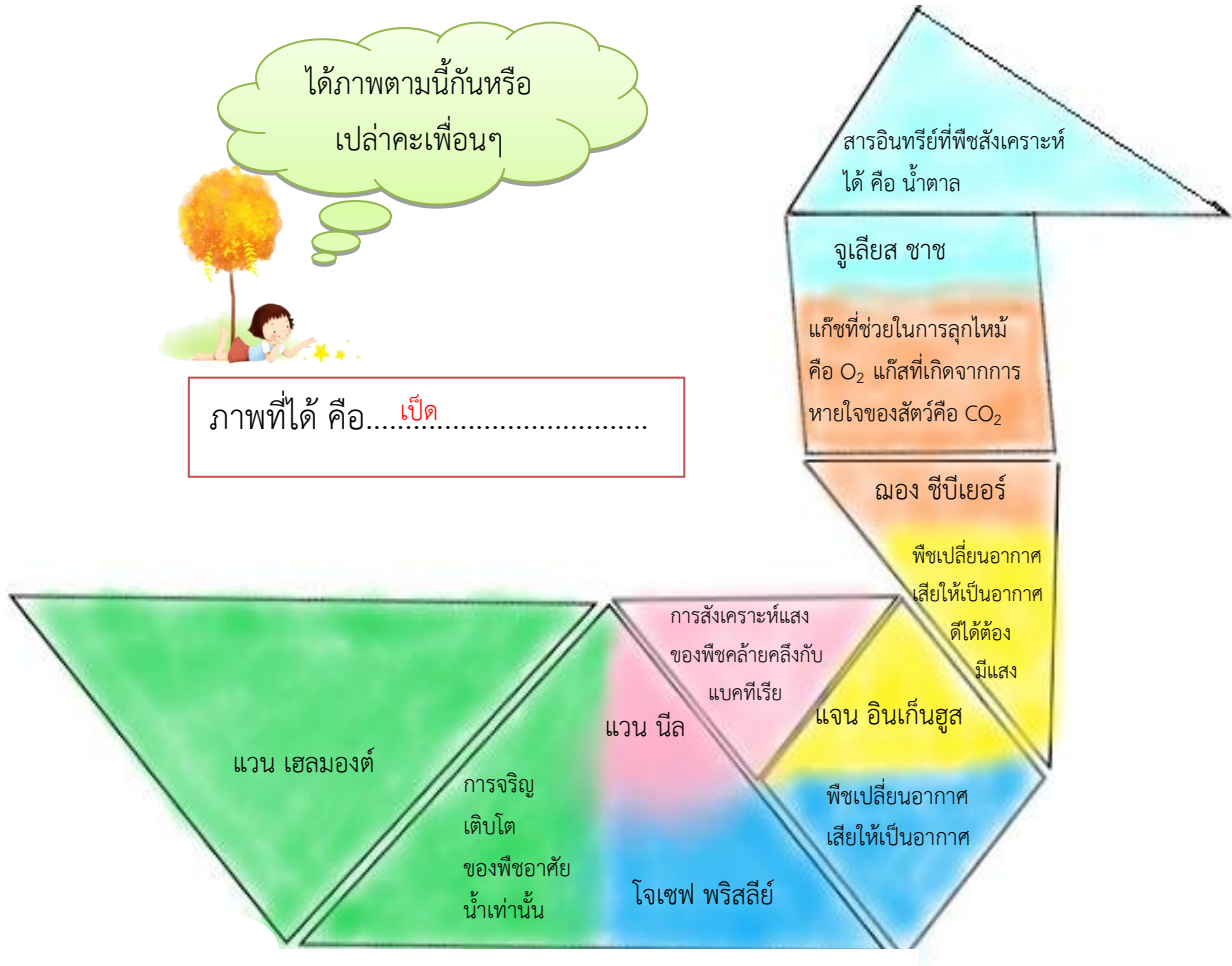 ได้ภาพตามนี้กันหรือ
เปล่าคะเพื่อนๆ
ภาพที่ได้ คือ....เป็ด.................................
สารอินทรีย์ที่พืชสังเคราะห์
ได้ คือ น้ำตาล
จูเลียส ซาช
แก๊ซที่ช่วยในการลุกไหม้
คือ O₂ แก๊สที่เกิดจากการ
หายใจของสัตว์คือ CO₂
ฌอง ซีบีเยอร์
พืชเปลี่ยนอากาศ
เสียให้เป็นอากาศ
ดีได้ต้อง
มีแสง
การสังเคราะห์แสง
ของพืชคล้ายคลึงกับ
แบคทีเรีย
แวน นีล
แจน อินเก็นฮูส
แวน เฮลมองต์
การจริญ
เติบโต
ของพืชอาศัย
น้ำเท่านั้น
พืชเปลี่ยนอากาศ
เสียให้เป็นอากาศ
โจเซฟ พริสลีย์